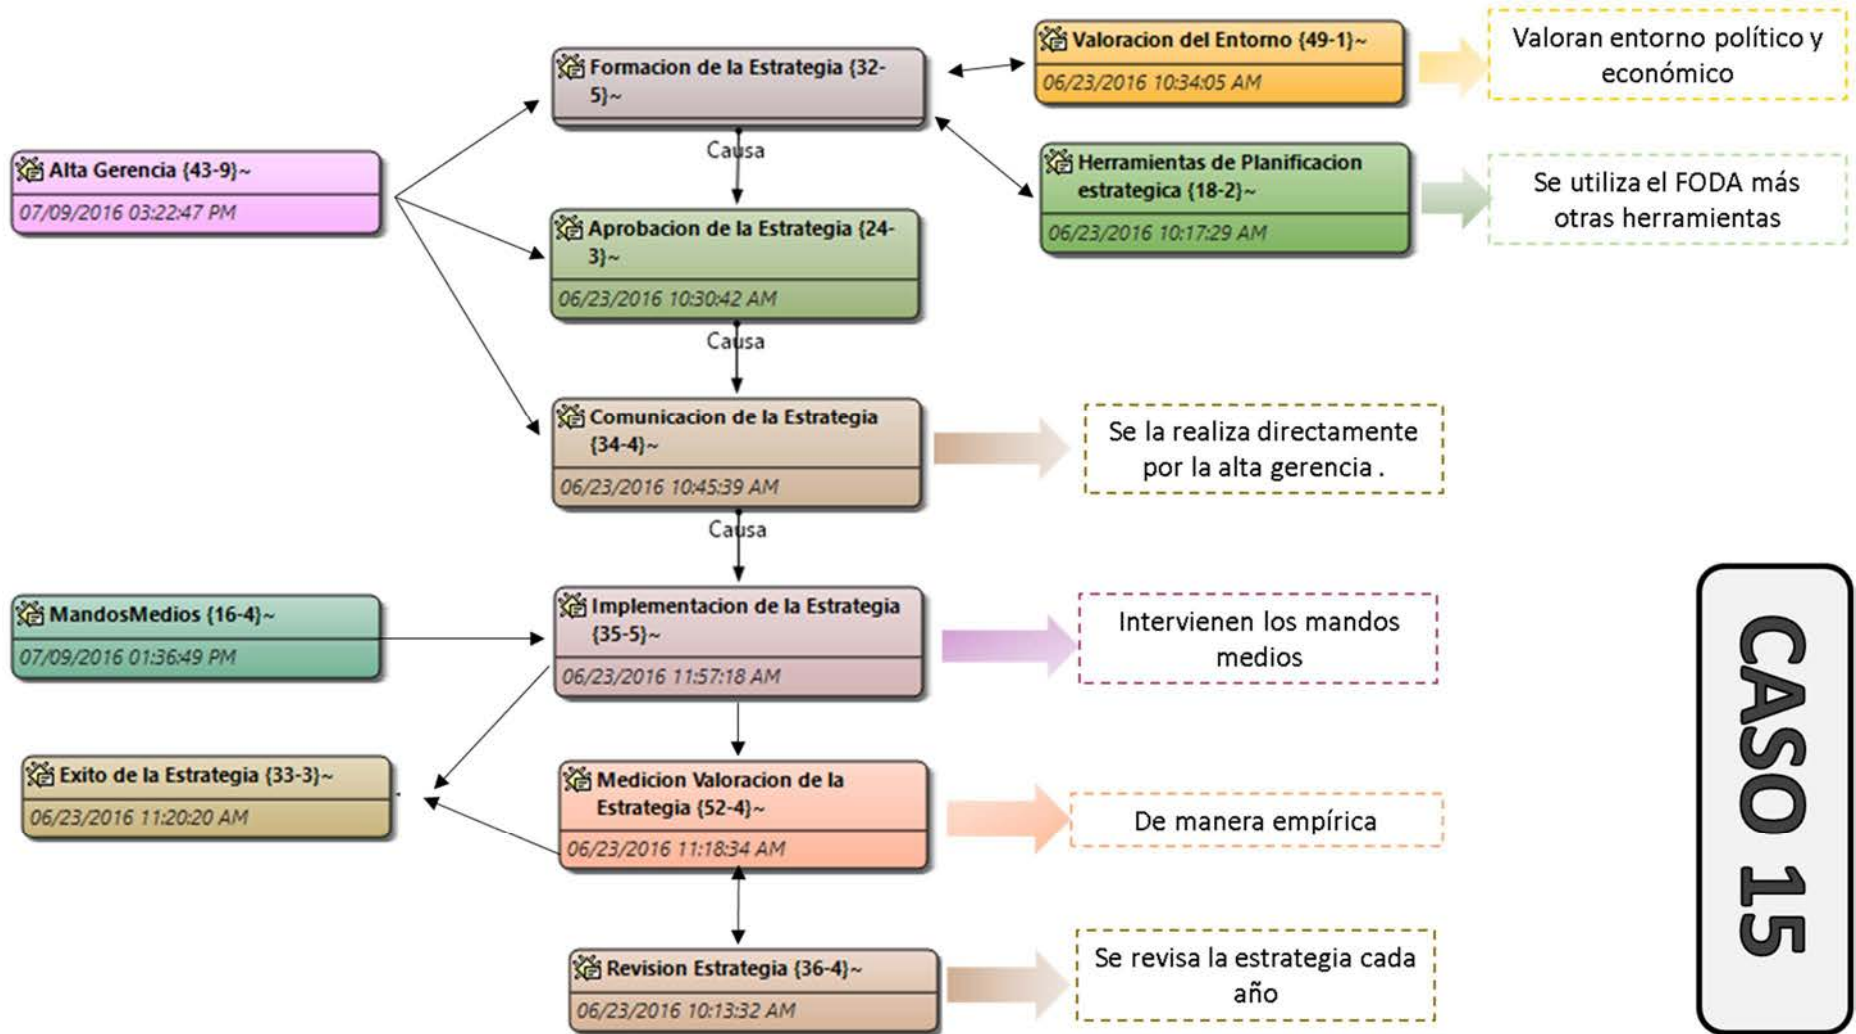 Formacion de la Estrategia {32-
5}~
Valoracion del Entorno {49-1}~
06/23/2016 10:34:05 AM
Valoran entorno político y
económico
Causa
Alta Gerencia {43-9}~
07/09/2016 03:22:47 PM
Herramientas de Planificacion
estrategica {18-2}~
06/23/2016 10:17:29 AM
Se utiliza el FODA más
otras herramientas
Aprobacion de la Estrategia {24-
3}~
06/23/2016 10:30:42 AM
Causa
Comunicacion de la Estrategia
{34-4}~
06/23/2016 10:45:39 AM
Se la realiza directamente
por la alta gerencia .
Causa
MandosMedios {16-4}~
07/09/2016 01:36:49 PM
Implementacion de la Estrategia
{35-5}~
06/23/2016 11:57:18 AM
Intervienen los mandos
medios
Exito de la Estrategia {33-3}~
06/23/2016 11:20:20 AM
Medicion Valoracion de la
Estrategia {52-4}~
06/23/2016 11:18:34 AM
De manera empírica
Revision Estrategia {36-4}~
06/23/2016 10:13:32 AM
Se revisa la estrategia cada
año
CASO 15